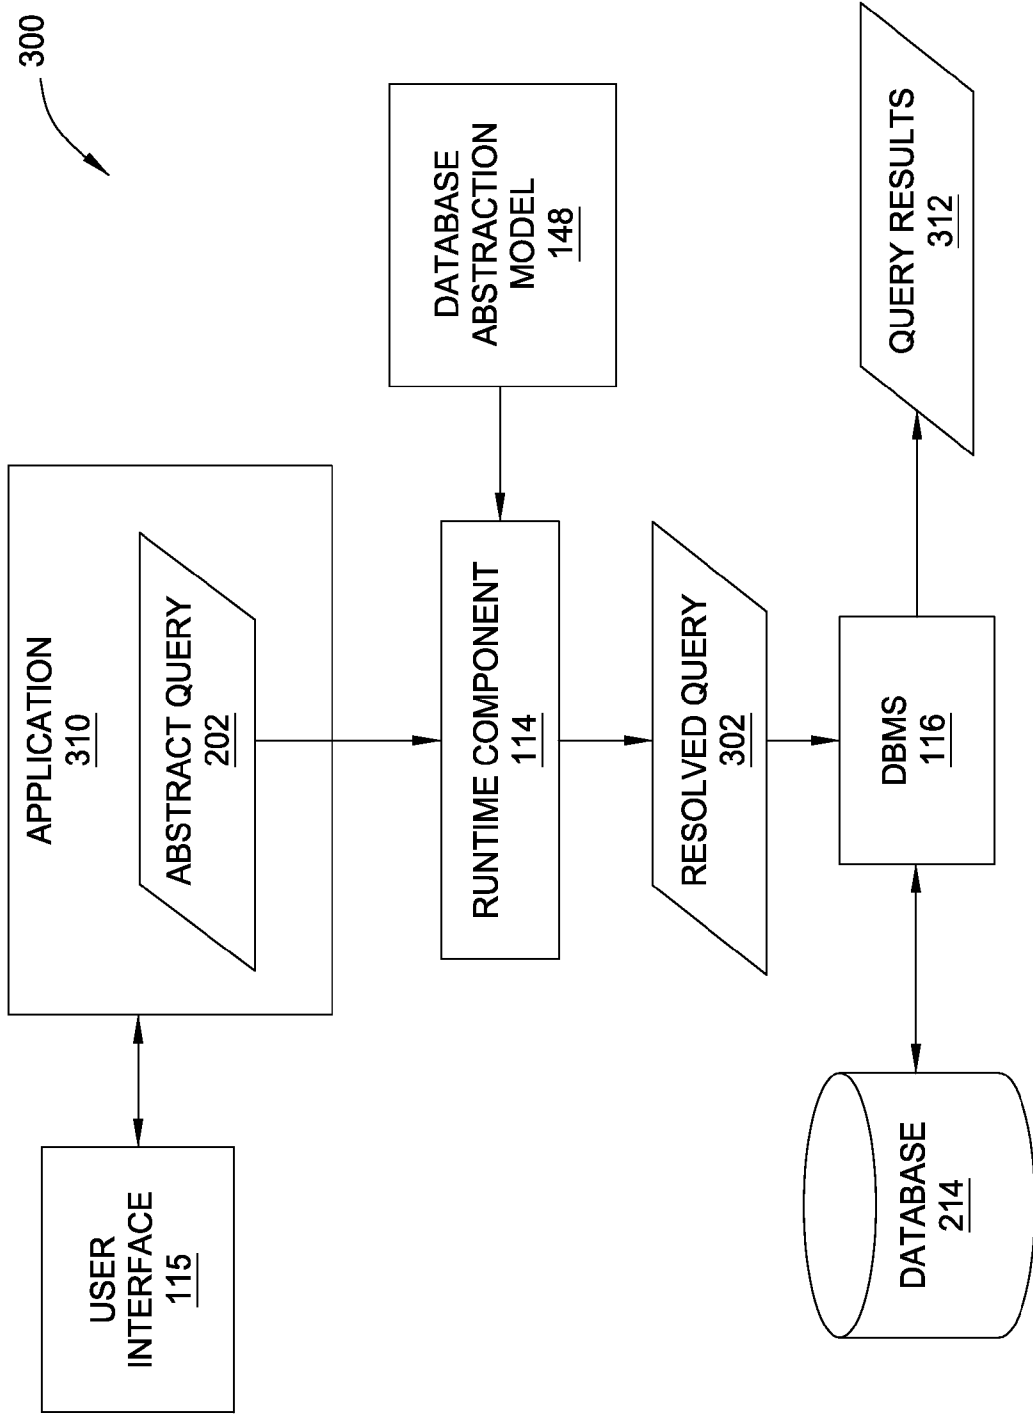 300
APPLICATION
310
ABSTRACT QUERY
202
USER
INTERFACE
115
DATABASE
ABSTRACTION
MODEL
148
RUNTIME COMPONENT
114
RESOLVED QUERY
302
DATABASE
214
DBMS
116
QUERY RESULTS
312